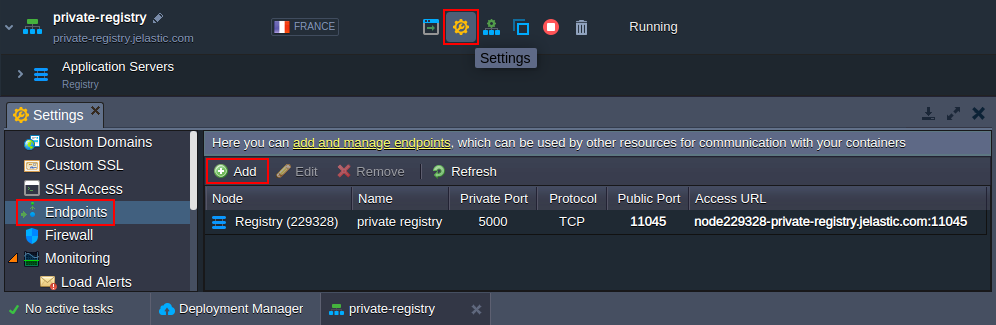 private-registry
FRANCE
Running
private-registry.jelastic.com
Settings
Application Servers
Registry
Settings
Custom Domains
Custom SSL
SSH Access
Endpoints
Firewall
Monitoring
Load Alerts
Here you can add and manage endpoints, which can be used by other resources for communication with your containers
Add Edit Remove Refresh
Node Name Private Port Protocol Public Port Access URL
Registry (229328) private registry 5000 TCP 11045 node229328-private-registry.jelastic.com:11045
No active tasks Deployment Manager private-registry